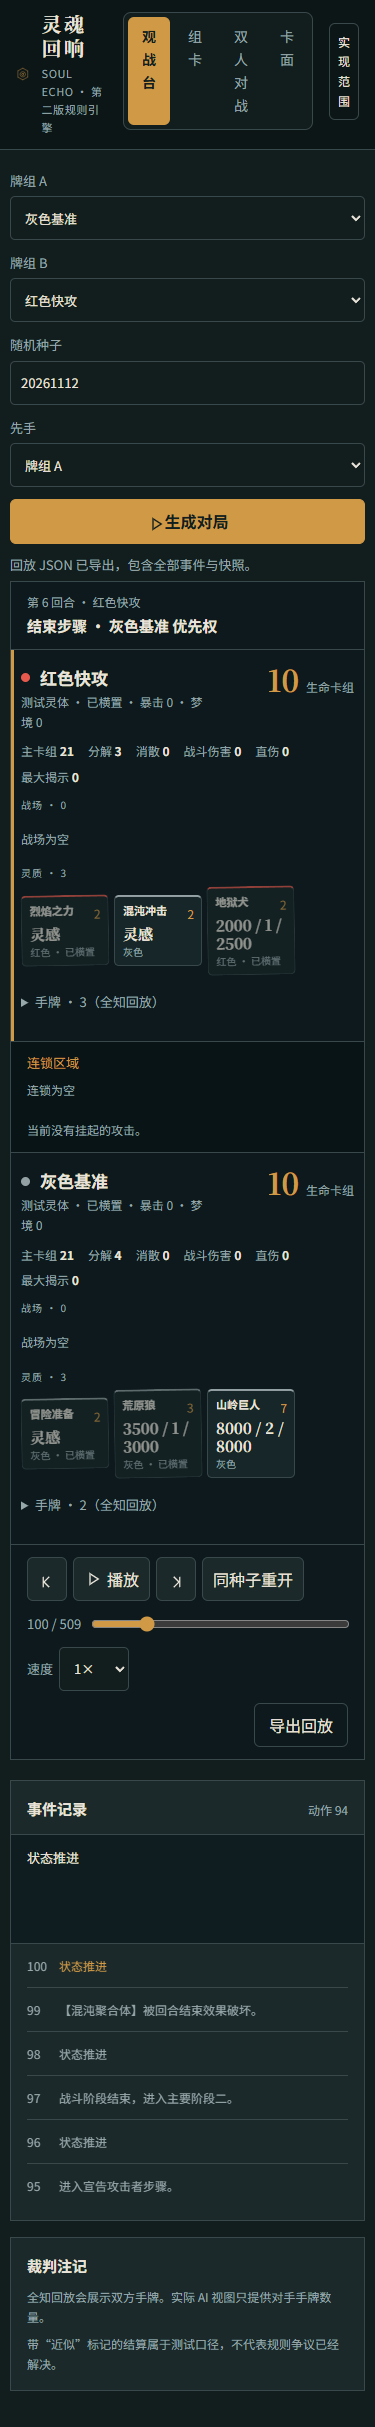 灵魂
回响
SOUL
ECHO · 第
二版规则引
擎
观
战
台
组
卡
双
人
对
战
卡
面
实
现
范
围
牌组 A
灰色基准
牌组 B
红色快攻
随机种子
20261112
先手
牌组 A
生成对局
回放 JSON 已导出，包含全部事件与快照。
第 6 回合 · 红色快攻
结束步骤 · 灰色基准 优先权
红色快攻
10 生命卡组
测试灵体 · 已横置 · 暴击 0 · 梦
境 0
主卡组 21 分解 3 消散 0 战斗伤害 0 直伤 0
最大揭示 0
战场 · 0
战场为空
灵质 · 3
烈焰之力 2
灵感
红色 · 已横置
混沌冲击 2
灵感
灰色
地狱犬 2
2000 / 1 /
2500
红色 · 已横置
▶ 手牌 · 3（全知回放）
连锁区域
连锁为空
当前没有挂起的攻击。
灰色基准
10 生命卡组
测试灵体 · 已横置 · 暴击 0 · 梦
境 0
主卡组 21 分解 4 消散 0 战斗伤害 0 直伤 0
最大揭示 0
战场 · 0
战场为空
灵质 · 3
冒险准备 2
灵感
灰色 · 已横置
荒原狼 3
3500 / 1 /
3000
灰色 · 已横置
山岭巨人 7
8000 / 2 /
8000
灰色
▶ 手牌 · 2（全知回放）
播放
同种子重开
100 / 509
速度
1×
导出回放
事件记录
动作 94
状态推进
100 状态推进
99 【混沌聚合体】被回合结束效果破坏。
98 状态推进
97 战斗阶段结束，进入主要阶段二。
96 状态推进
95 进入宣告攻击者步骤。
裁判注记
全知回放会展示双方手牌。实际 AI 视图只提供对手手牌数
量。
带“近似”标记的结算属于测试口径，不代表规则争议已经
解决。